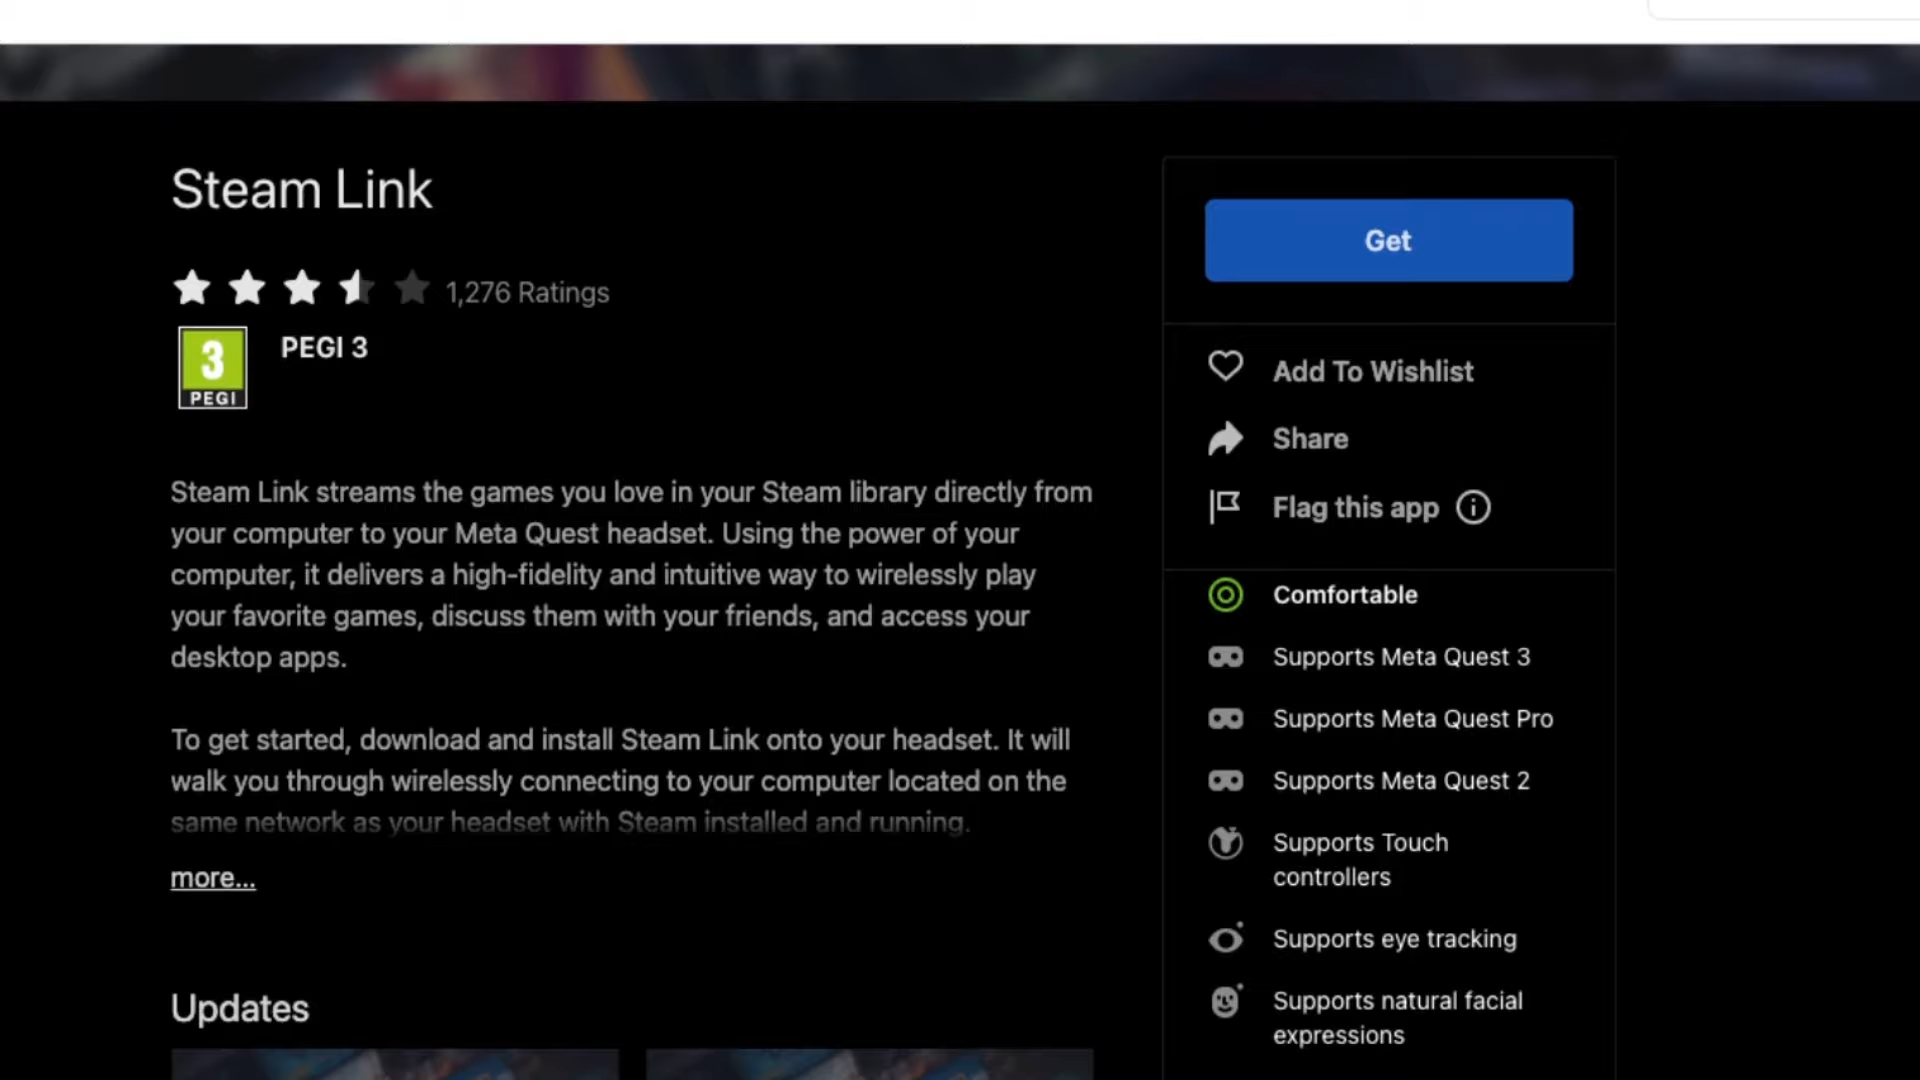 Steam Link
1,276 Ratings
3
PEGI
PEGI 3
Steam Link streams the games you love in your Steam library directly from
your computer to your Meta Quest headset. Using the power of your
computer, it delivers a high-fidelity and intuitive way to wirelessly play
your favorite games, discuss them with your friends, and access your
desktop apps.
To get started, download and install Steam Link onto your headset. It will
walk you through wirelessly connecting to your computer located on the
same network as your headset with Steam installed and running.
more...
Updates
Get
Add To Wishlist
Share
Flag this app
Comfortable
Supports Meta Quest 3
Supports Meta Quest Pro
Supports Meta Quest 2
Supports Touch
controllers
Supports eye tracking
Supports natural facial
expressions